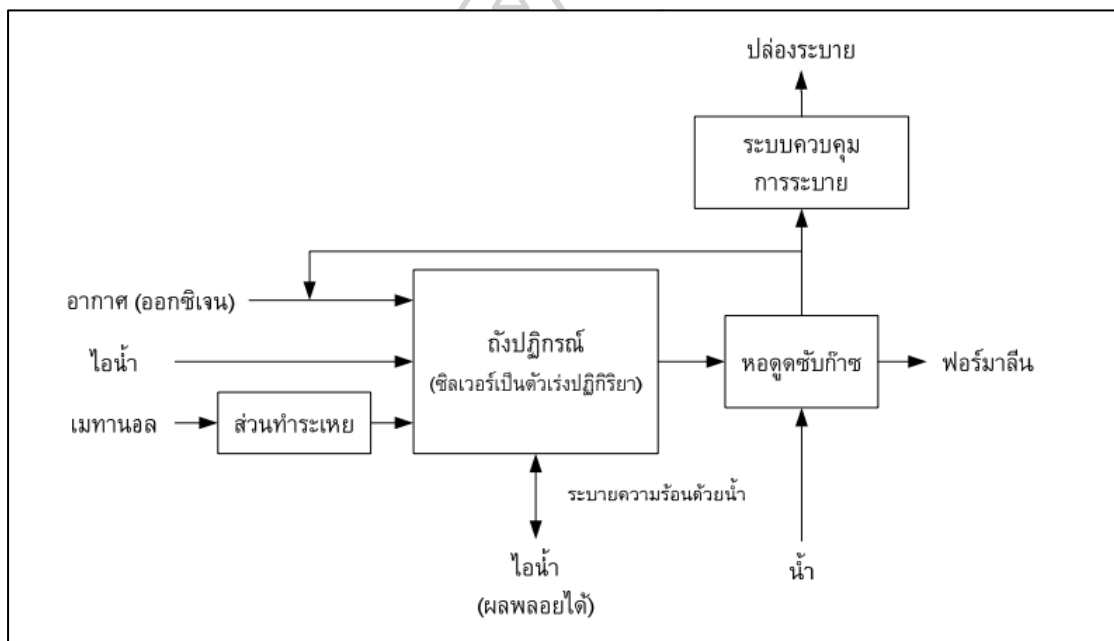 ปล่องระบาย
ระบบควบคุม
การระบาย
อากาศ (ออกซิเจน)
ไอน้ำ
เมทานอล
ส่วนทำระเหย
ถังปฏิกรณ์
(ซิลเวอร์เป็นตัวเร่งปฏิกิริยา)
หอดูดซับก๊าซ
ฟอร์มาลีน
ระบายความร้อนด้วยน้ำ
ไอน้ำ
(ผลพลอยได้)
น้ำ